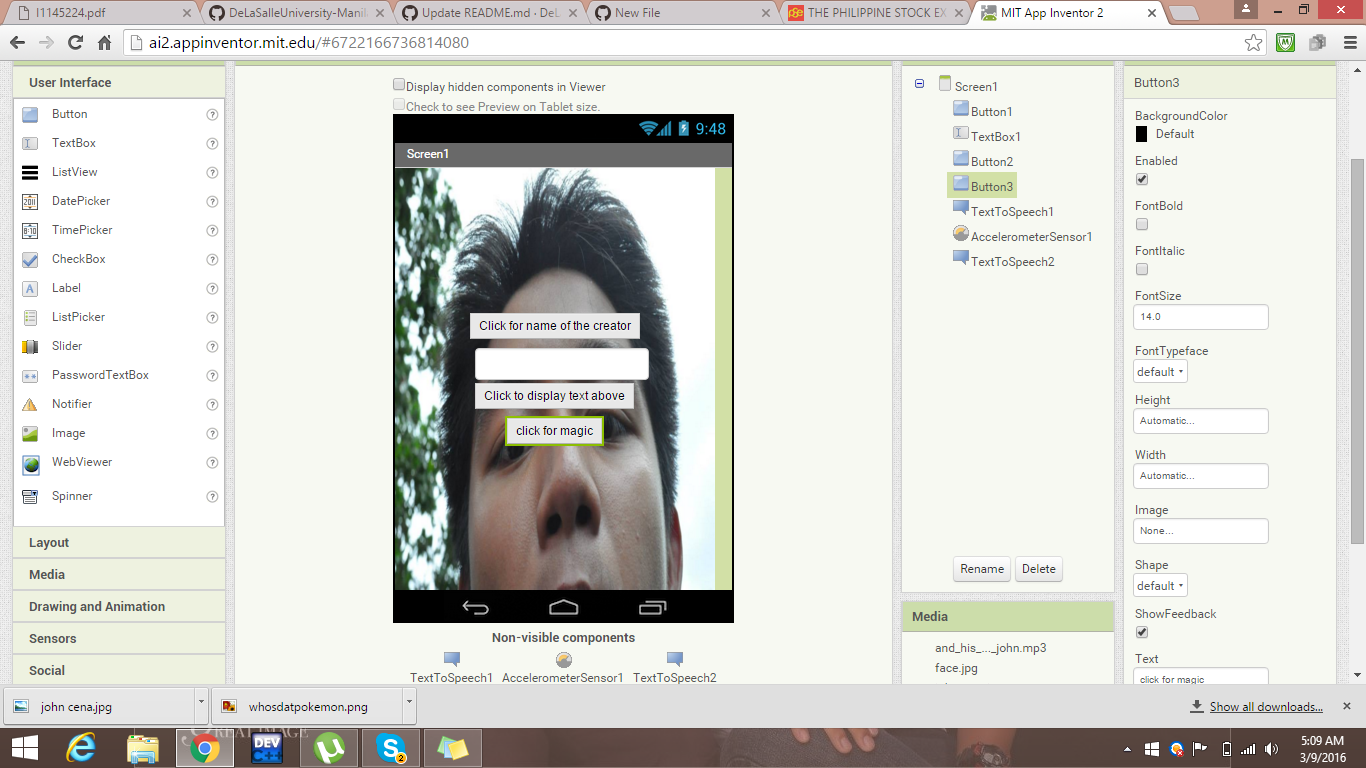 I1145224.pdf
DeLaSalleUniversity-Manil
Update README.md · DeL
New File
THE PHILIPPINE STOCK EX
MIT App Inventor 2
ai2.appinventor.mit.edu/#6722166736814080
User Interface
Button
TextBox
ListView
DatePicker
TimePicker
CheckBox
Label
ListPicker
Slider
PasswordTextBox
Notifier
Image
WebViewer
Spinner
Layout
Media
Drawing and Animation
Sensors
Social
Display hidden components in Viewer
Check to see Preview on Tablet size.
9:48
Screen1
Click for name of the creator
Click to display text above
click for magic
Non-visible components
TextToSpeech1
AccelerometerSensor1
TextToSpeech2
Screen1
Button1
TextBox1
Button2
Button3
TextToSpeech1
AccelerometerSensor1
TextToSpeech2
Rename
Delete
Media
and_his_..._john.mp3
face.jpg
Button3
BackgroundColor
Default
Enabled
FontBold
FontItalic
FontSize
14.0
FontTypeface
default
Height
Automatic...
Width
Automatic...
Image
None...
Shape
default
ShowFeedback
Text
click for magic
john cena.jpg
whosdatpokemon.png
Show all downloads...
REAL IMAGE
DEV
C++
2
5:09 AM
3/9/2016